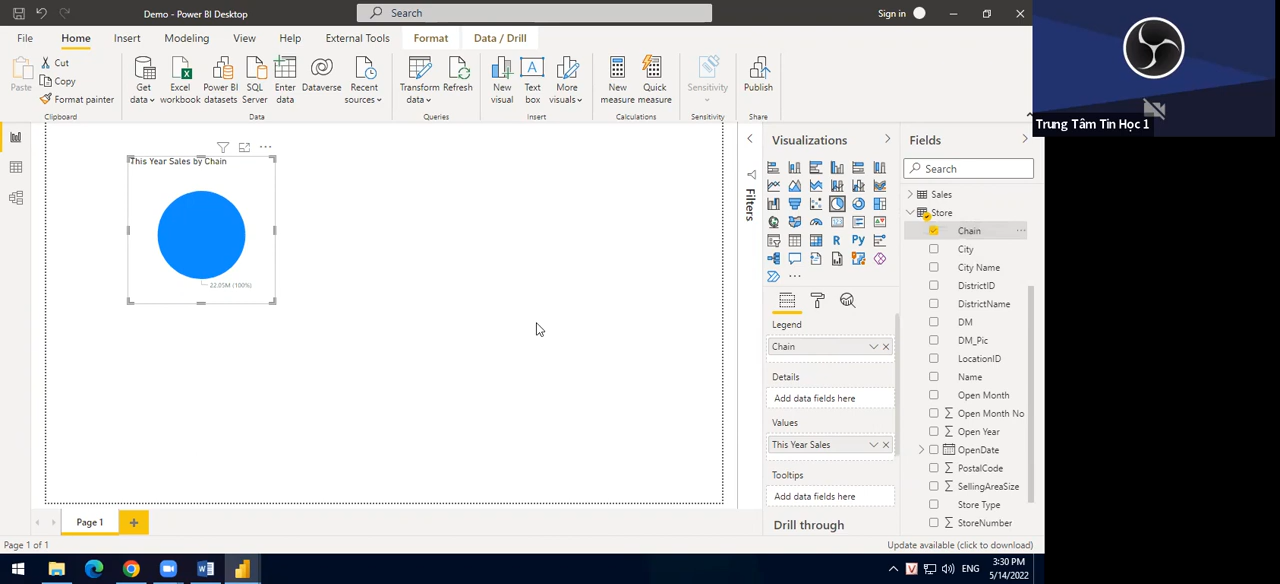 Demo - Power BI Desktop
Search
Sign in
File
Home
Insert
Modeling
View
Help
External Tools
Format
Data / Drill
Paste
Cut
Copy
Format painter
Clipboard
Get data
Excel workbook
Power BI datasets
SQL Server
Enter data
Dataverse
Recent sources
Data
Transform data
Refresh
Queries
New visual
Text box
More visuals
Insert
New measure
Quick measure
Calculations
Sensitivity
Sensitivity
Publish
Share
Trung Tâm Tin Học 1
This Year Sales by Chain
22.05M (100%)
Filters
Visualizations
R
Py
Legend
Chain
Details
Add data fields here
Values
This Year Sales
Tooltips
Add data fields here
Drill through
Fields
Search
Sales
Store
Chain
City
City Name
DistrictID
DistrictName
DM
DM_Pic
LocationID
Name
Open Month
Open Month No
Open Year
OpenDate
PostalCode
SellingAreaSize
Store Type
StoreNumber
Page 1
Page 1 of 1
Update available (click to download)
ENG
3:30 PM
5/14/2022